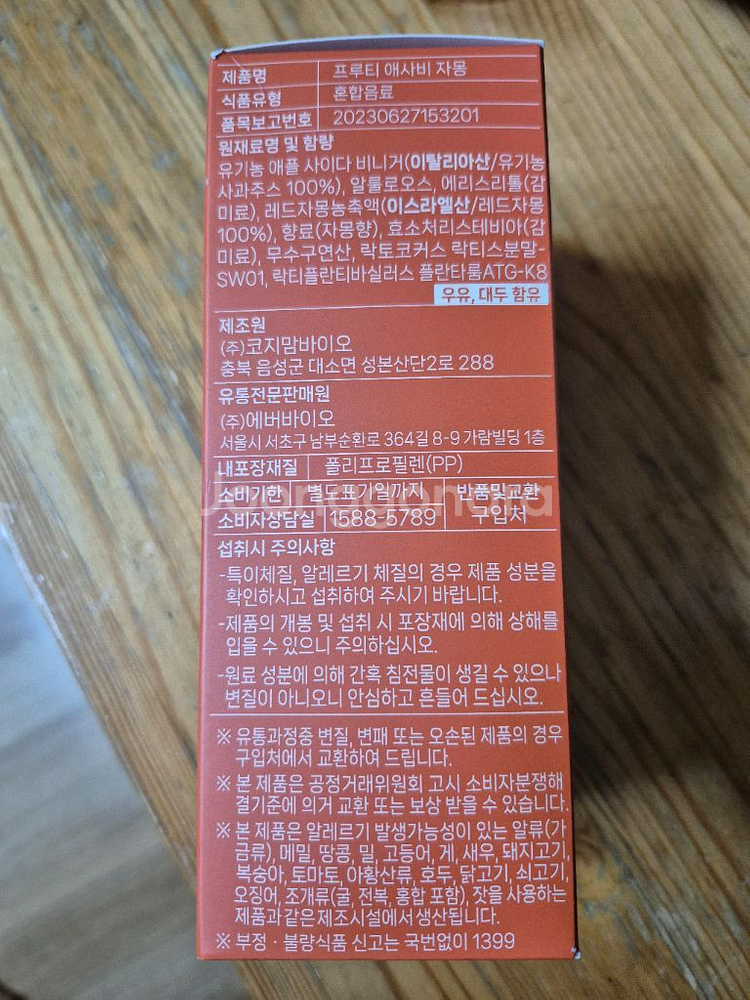 제품명 프루티 애사비 자몽
식품유형 혼합음료
품목보고번호 20230627153201
원재료명 및 함량
유기농 애플 사이다 비니거(이탈리아산/유기농
사과주스 100%), 알룰로오스, 에리스리톨(감
미료), 레드자몽농축액(이스라엘산/레드자몽
100%), 향료(자몽향), 효소처리스테비아(감
미료), 무수구연산, 락토코커스 락티스분말-
SW01, 락티플란티바실러스 플란타룸ATG-K8
우유, 대두 함유
제조원
(주)코지맘바이오
충북 음성군 대소면 성본산단2로 288
유통전문판매원
(주)에버바이오
서울시 서초구 남부순환로 364길 8-9 가람빌딩 1층
내포장재질 폴리프로필렌(PP)
소비기한 별도표기일까지 반품및교환
소비자상담실 1588-5789 구입처
Joonggonara
섭취시 주의사항
-특이체질, 알레르기 체질의 경우 제품 성분을
확인하시고 섭취하여 주시기 바랍니다.
-제품의 개봉 및 섭취 시 포장재에 의해 상해를
입을 수 있으니 주의하십시오.
-원료 성분에 의해 간혹 침전물이 생길 수 있으나
변질이 아니오니 안심하고 흔들어 드십시오.
※ 유통과정중 변질, 변패 또는 오손된 제품의 경우
구입처에서 교환하여 드립니다.
※ 본 제품은 공정거래위원회 고시 소비자분쟁해
결기준에 의거 교환 또는 보상 받을 수 있습니다.
※ 본 제품은 알레르기 발생가능성이 있는 알류(가
금류), 메밀, 땅콩, 밀, 고등어, 게, 새우, 돼지고기,
복숭아, 토마토, 아황산류, 호두, 닭고기, 쇠고기,
오징어, 조개류(굴, 전복, 홍합 포함), 잣을 사용하는
제품과 같은 제조시설에서 생산됩니다.
※ 부정 · 불량식품 신고는 국번없이 1399